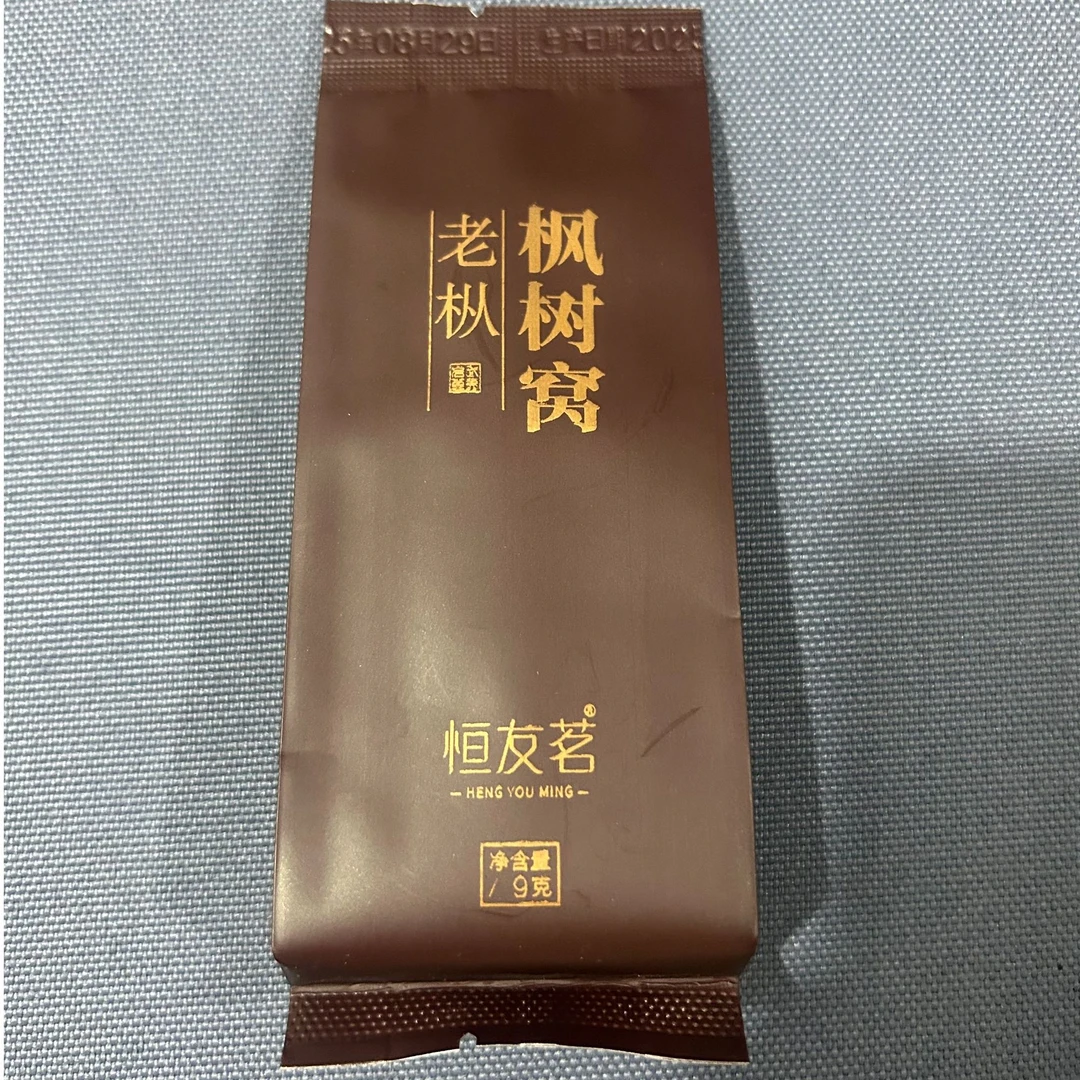 25年08月29日 生产日期2025
枫树窝
老枞
恒友茗®
HENG YOU MING
净含量
/ 9克